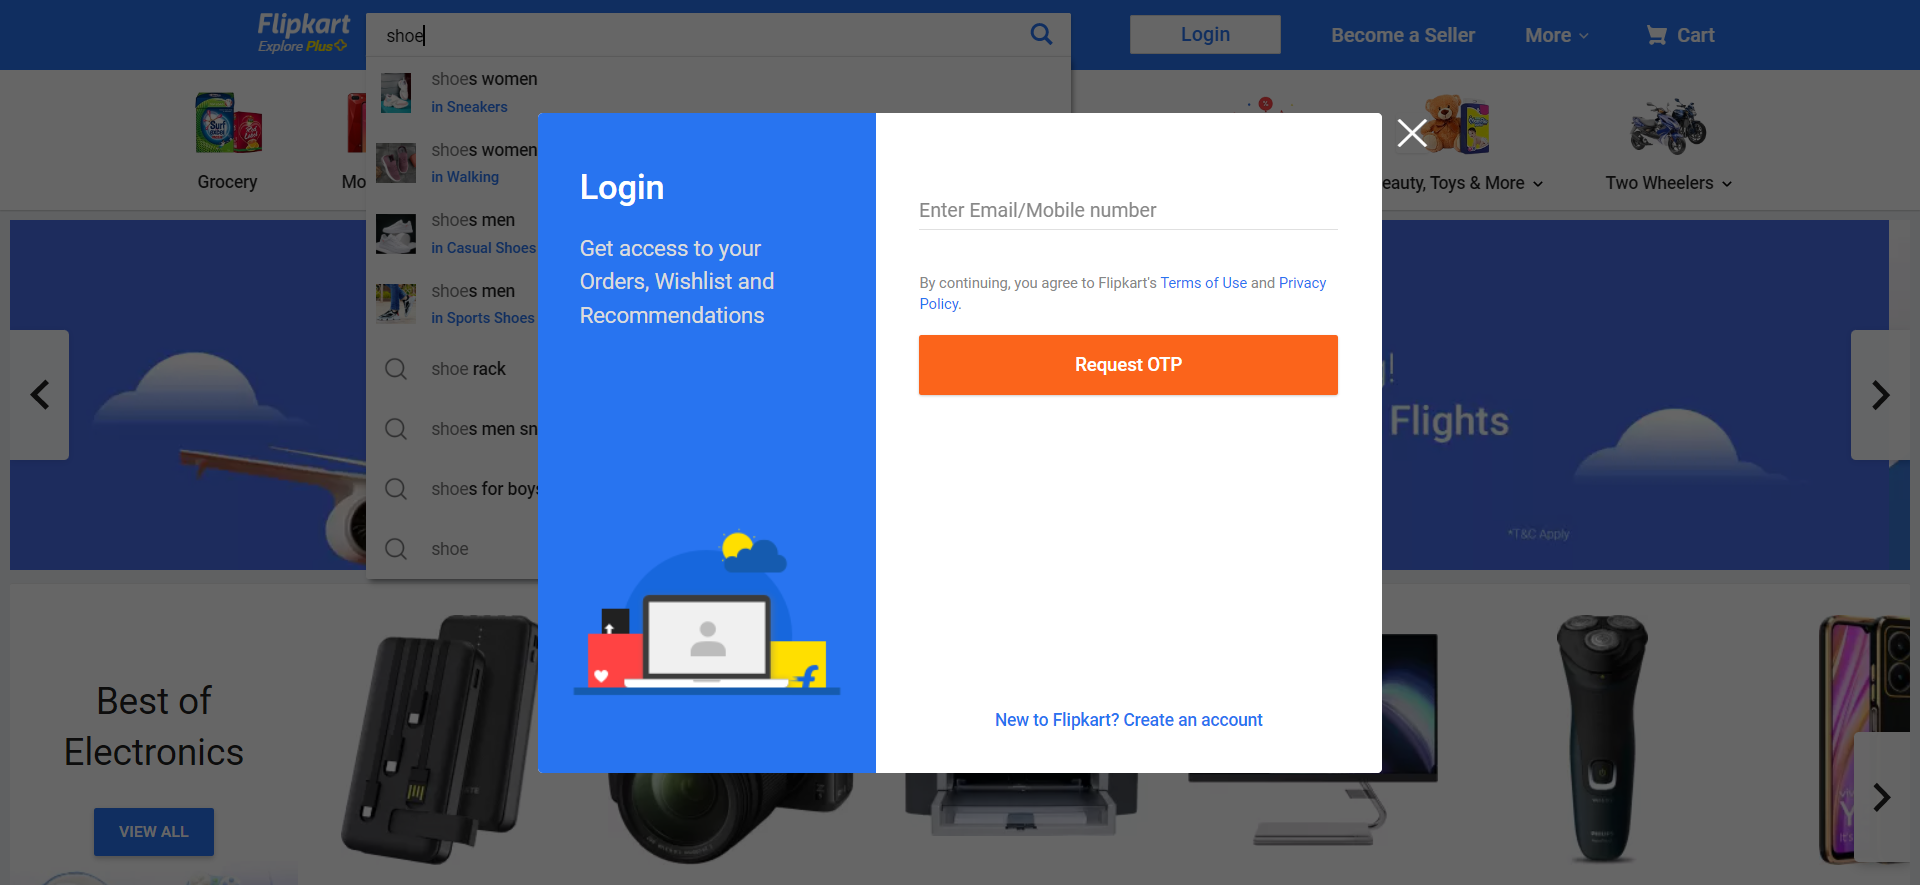 Flipkart
Explore Plus
shoe
Login
Become a Seller
More
Cart
shoes women
in Sneakers
shoes women
in Walking
shoes men
in Casual Shoes
shoes men
in Sports Shoes
shoe rack
shoes men sn
shoes for boys
shoe
Grocery
Mo
eauty, Toys & More
Two Wheelers
Login
Get access to your
Orders, Wishlist and
Recommendations
Enter Email/Mobile number
By continuing, you agree to Flipkart's Terms of Use and Privacy
Policy.
Request OTP
New to Flipkart? Create an account
g!
Flights
*T&C Apply
Best of
Electronics
VIEW ALL